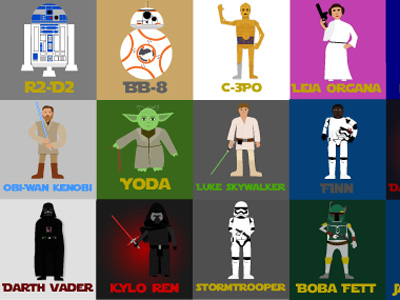 R2-D2
BB-8
C-3PO
LEIA ORGANA
OBI-WAN KENOBI
YODA
LUKE SKYWALKER
FINN
DARTH VADER
KYLO REN
STORMTROOPER
BOBA FETT